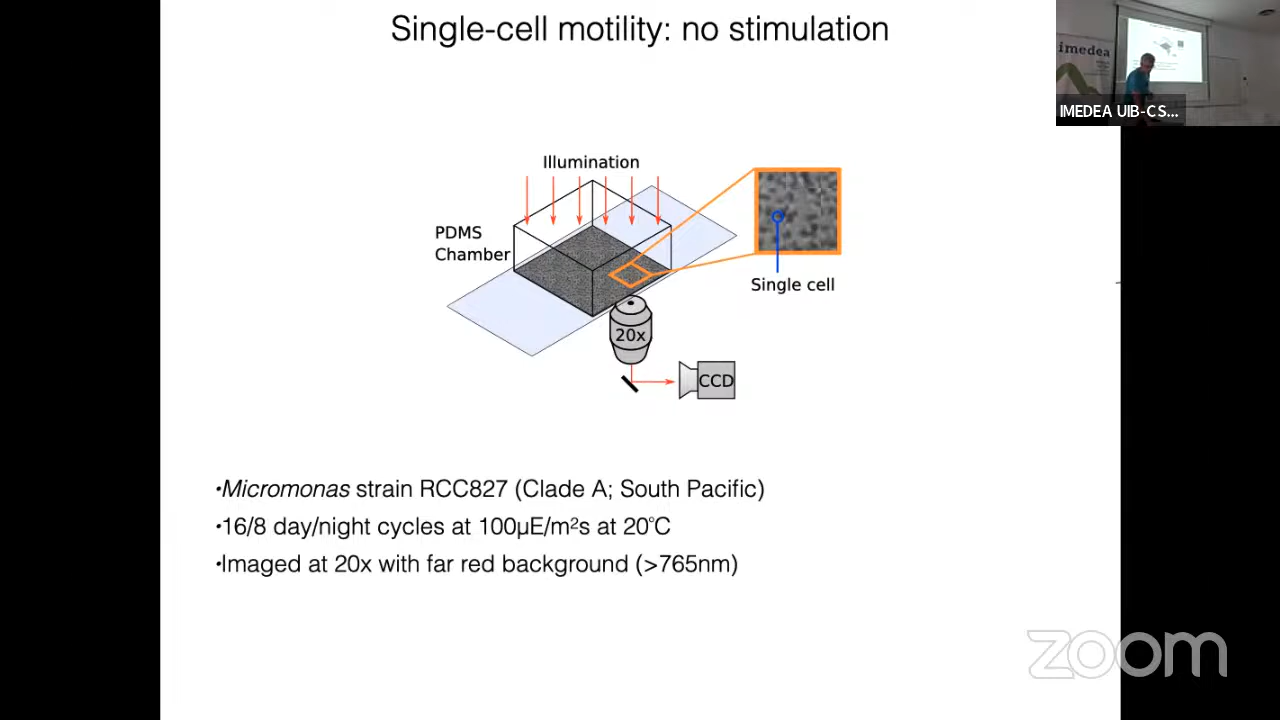 Single-cell motility: no stimulation
imedea
IMEDEA UIB-CS...
Illumination
PDMS
Chamber
Single cell
20x
CCD
•Micromonas strain RCC827 (Clade A; South Pacific)
•16/8 day/night cycles at 100µE/m²s at 20°C
•Imaged at 20x with far red background (>765nm)
zoom